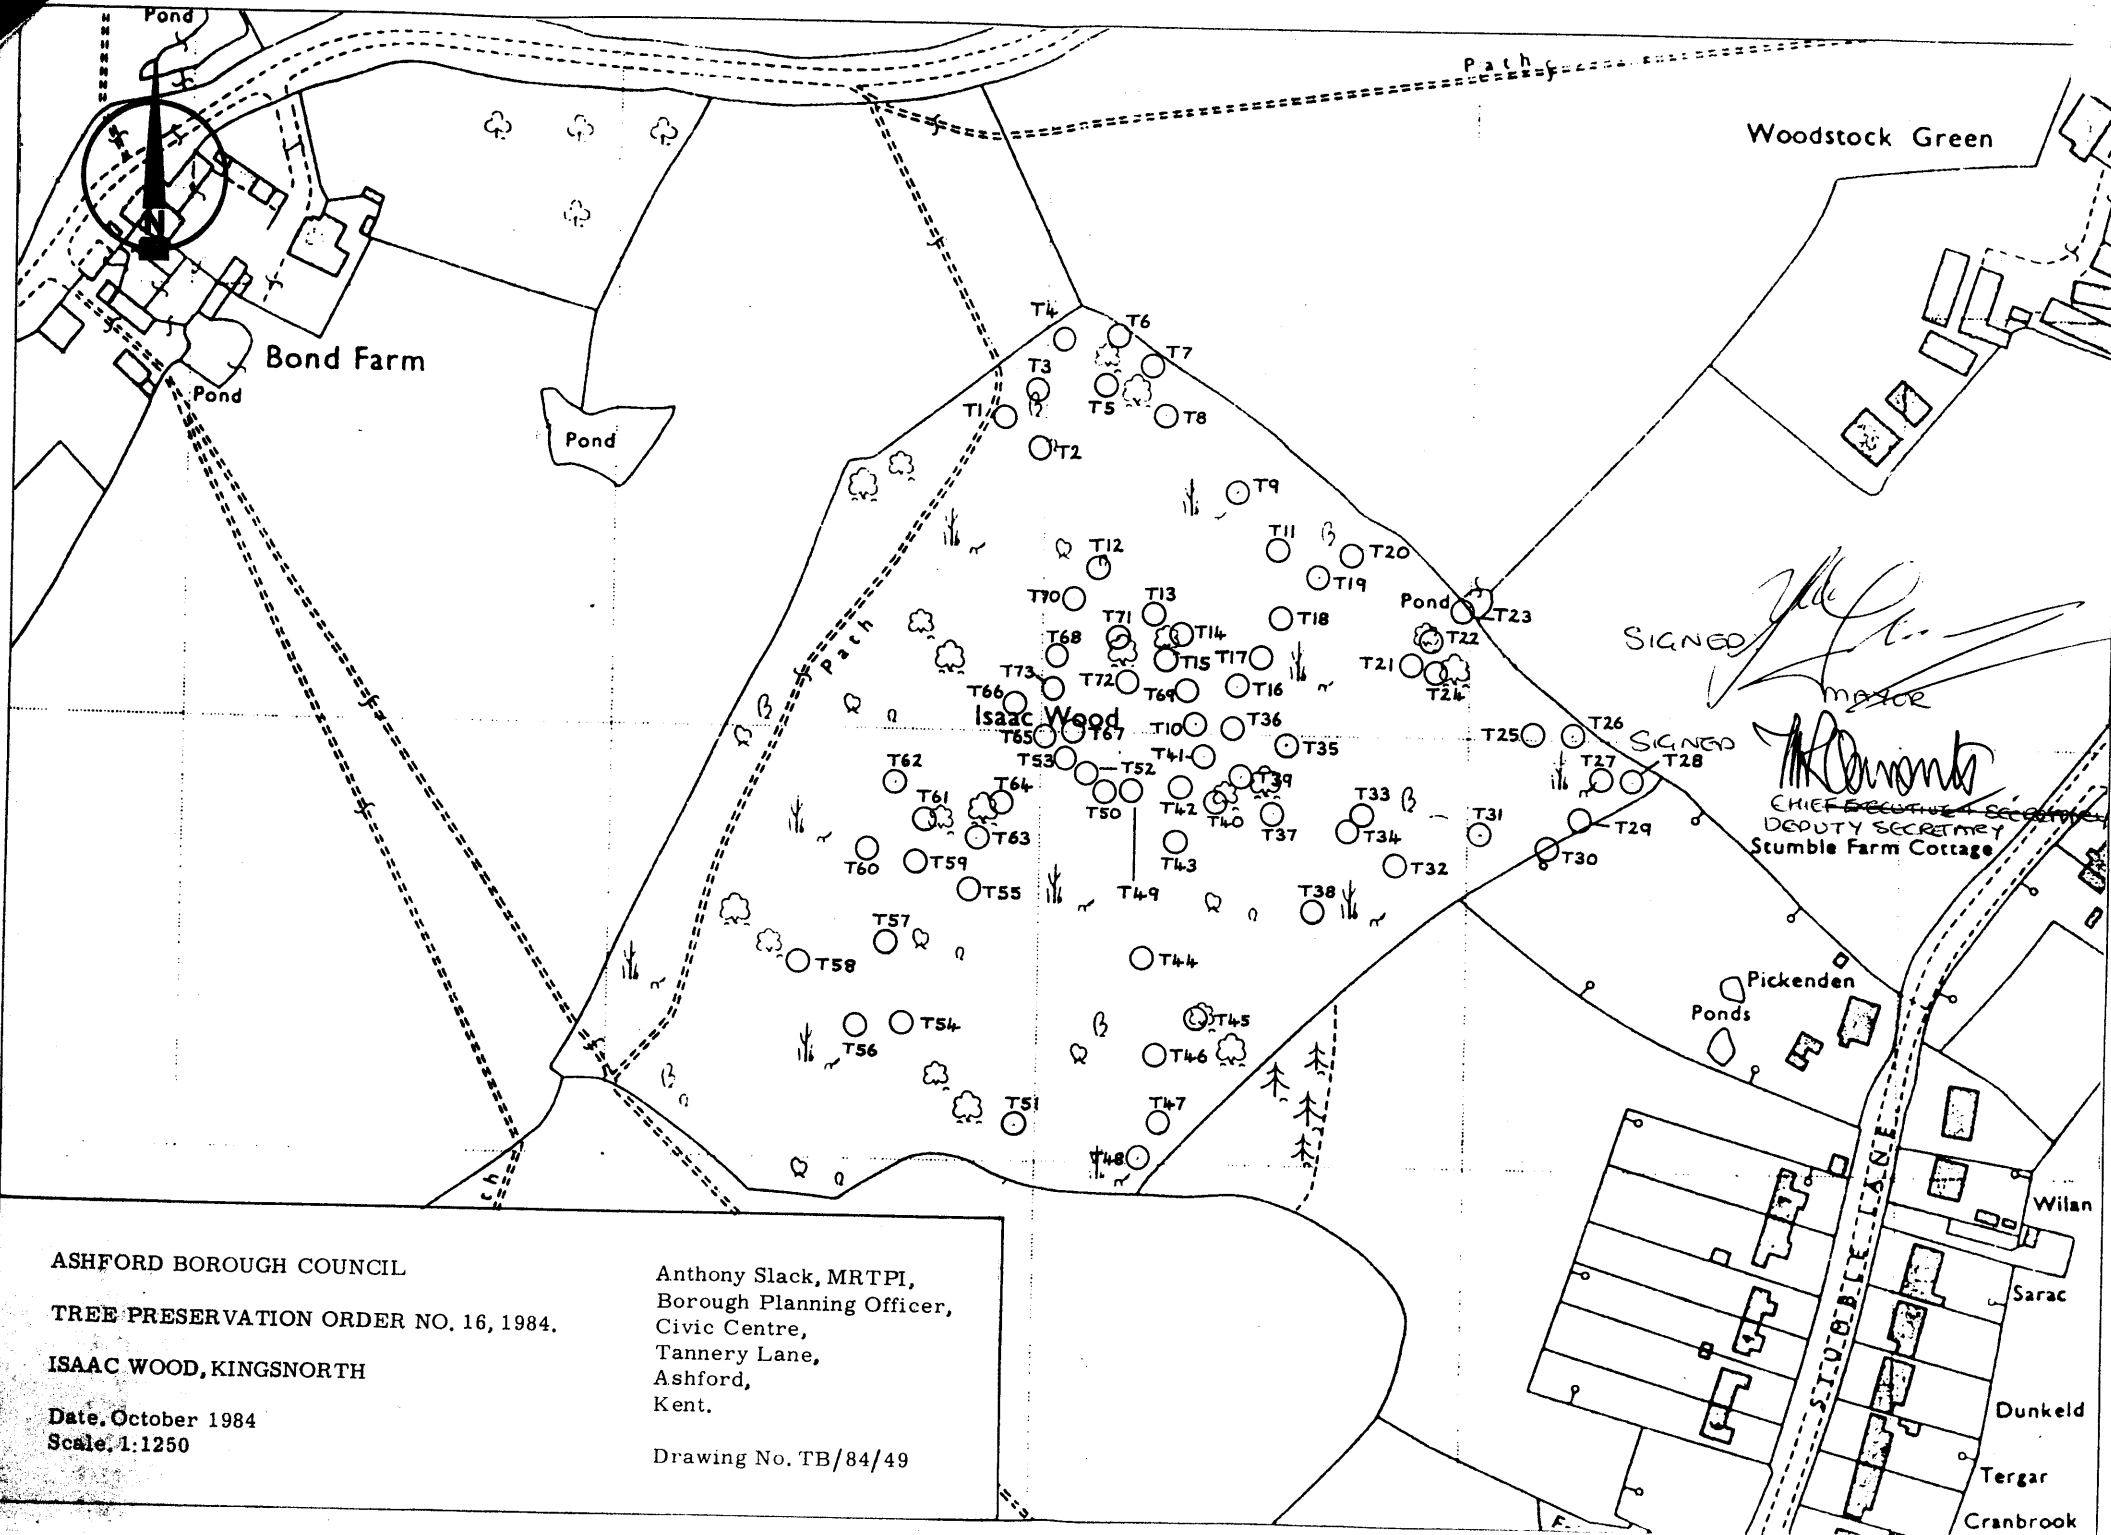 Pond
Path
Woodstock Green
N
T4
T6
T7
Bond Farm
T3
Pond
T1
T5
T8
Pond
T2
T9
T11
T12
T20
T19
T70
T13
Pond
T23
T71
T18
T14
T22
SIGNED
T68
Path
T15
T17
T21
T73
T72
T69
T16
T24
T66
MAYOR
Isaac Wood
T10
T36
T65
T67
T25
T26
SIGNED
T35
T53
T52
T41
T28
T62
T39
T27
T64
T50
T42
T61
T40
T33
CHIEF EXECUTIVE & SECRETARY
T37
T31
T29
DEPUTY SECRETARY
T63
T34
Stumble Farm Cottage
T60
T59
T43
T30
T32
T55
T49
T38
T57
T58
T44
Pickenden
Ponds
T54
T45
T56
T46
T51
T47
T48
STUBBLE LANE
ch
Wilan
Sarac
Dunkeld
Tergar
Cranbrook
F.
ASHFORD BOROUGH COUNCIL
TREE PRESERVATION ORDER NO. 16, 1984.
ISAAC WOOD, KINGSNORTH
Date. October 1984
Scale. 1:1250
Anthony Slack, MRTPI,
Borough Planning Officer,
Civic Centre,
Tannery Lane,
Ashford,
Kent.
Drawing No. TB/84/49